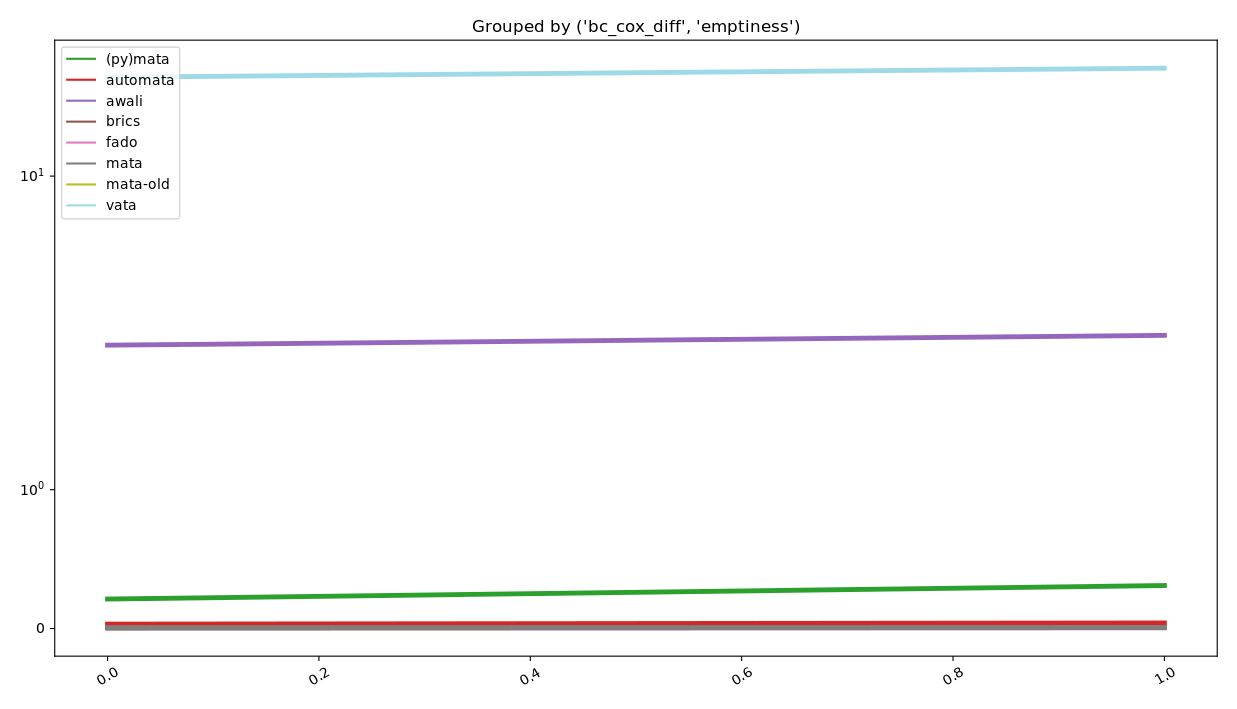 Grouped by ('bc_cox_diff', 'emptiness')
(py)mata
automata
awali
brics
fado
mata
mata-old
vata
10¹
10⁰
0
0.0 0.2 0.4 0.6 0.8 1.0